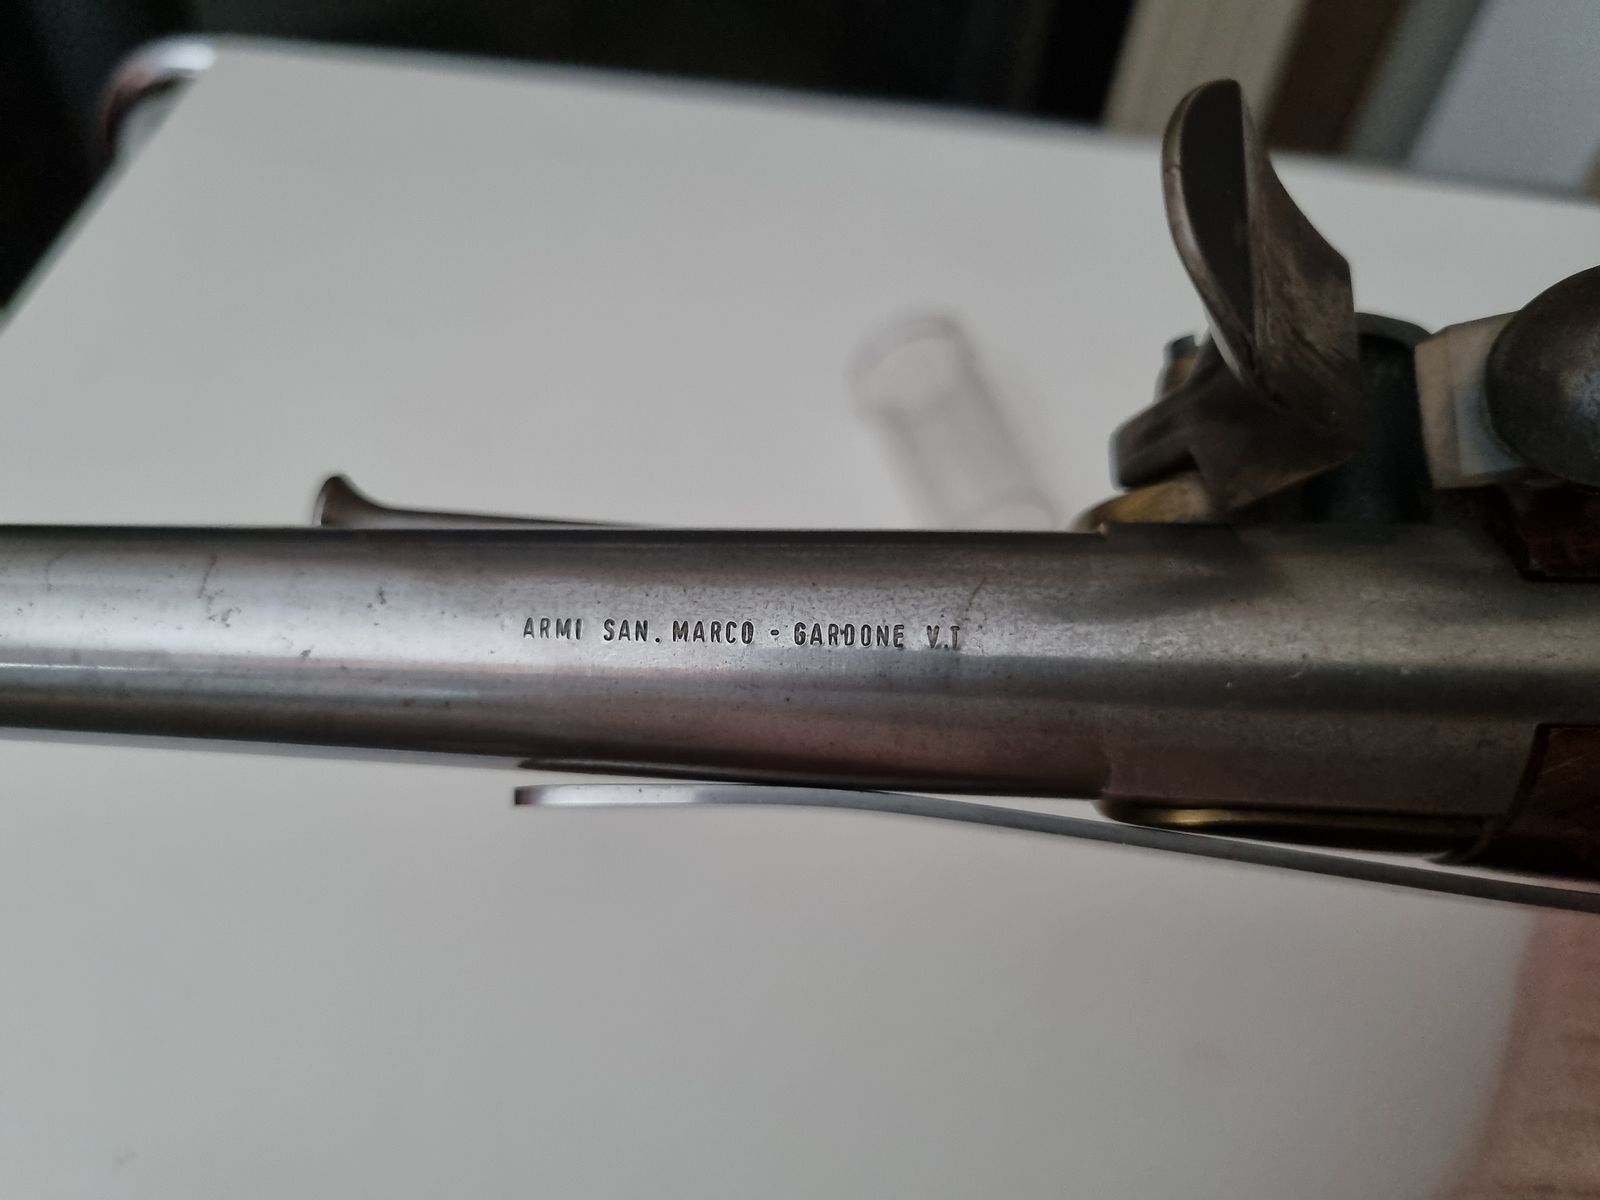 ARMI SAN. MARCO - GARDONE V.T